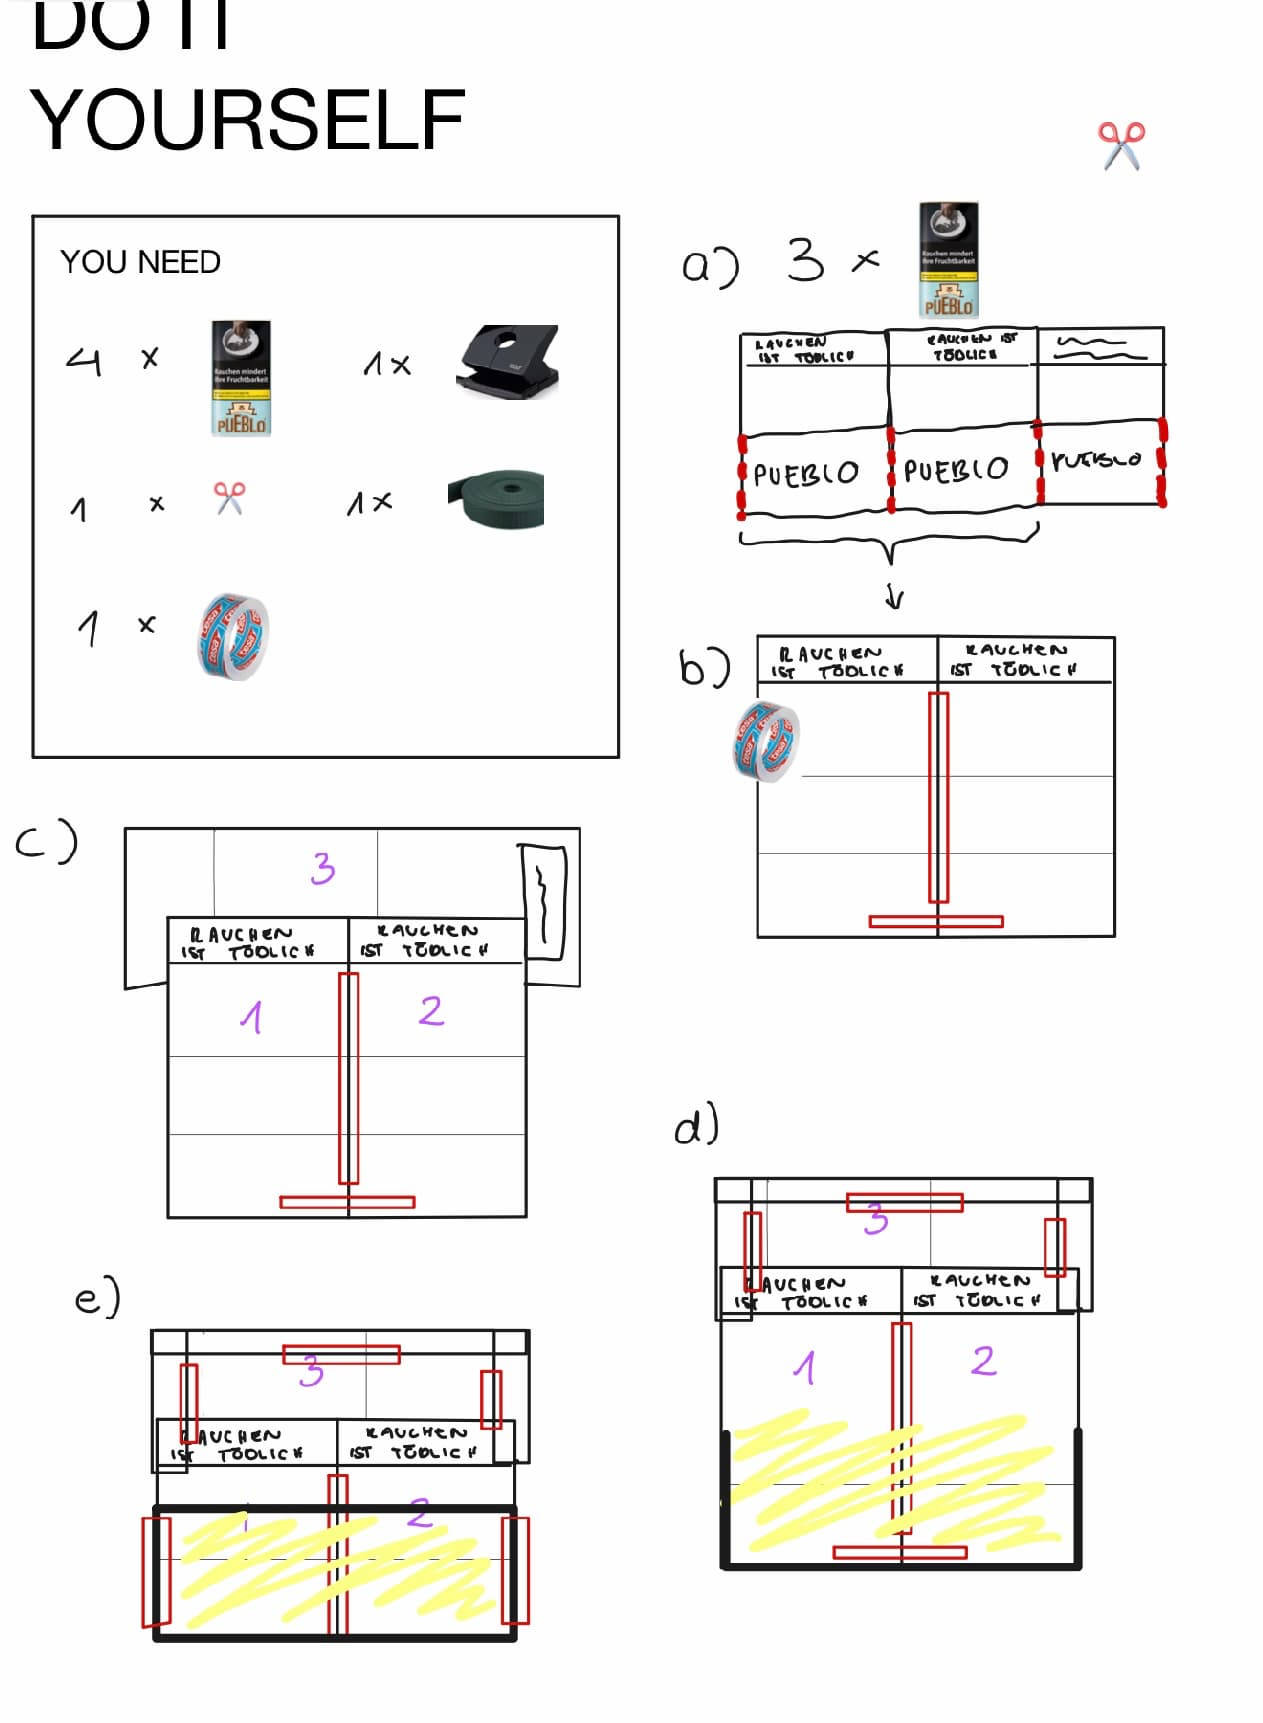 DO IT
YOURSELF
YOU NEED
4 x
Rauchen mindert
Ihre Fruchtbarkeit
PUEBLO
1x
1 x
1x
1 x
tesa
a) 3 x
Rauchen mindert
Ihre Fruchtbarkeit
PUEBLO
RAUCHEN
IST TÖDLICH
RAUCHEN IST
TÖDLICH
PUEBLO
PUEBLO
PUEBLO
b)
RAUCHEN
IST TÖDLICH
RAUCHEN
IST TÖDLICH
tesa
c)
3
RAUCHEN
IST TÖDLICH
RAUCHEN
IST TÖDLICH
1
2
d)
3
RAUCHEN
IST TÖDLICH
RAUCHEN
IST TÖDLICH
1
2
e)
3
RAUCHEN
IST TÖDLICH
RAUCHEN
IST TÖDLICH
1
2